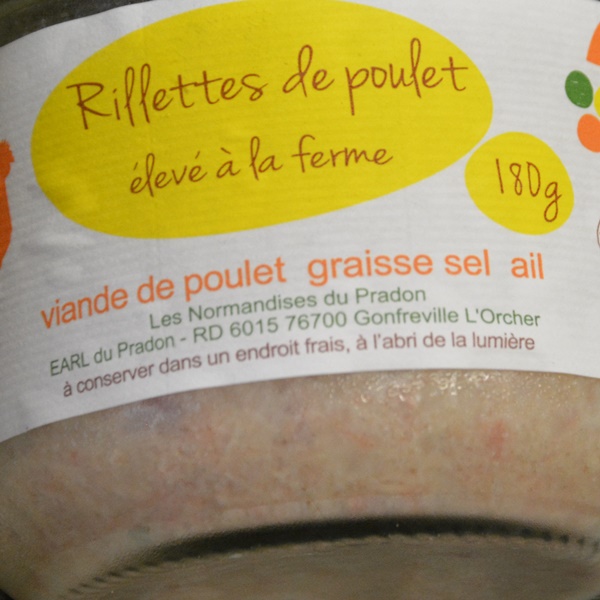 Rillettes de poulet
élevé à la ferme
180g
viande de poulet graisse sel ail
Les Normandises du Pradon
EARL du Pradon - RD 6015 76700 Gonfreville L'Orcher
à conserver dans un endroit frais, à l'abri de la lumière